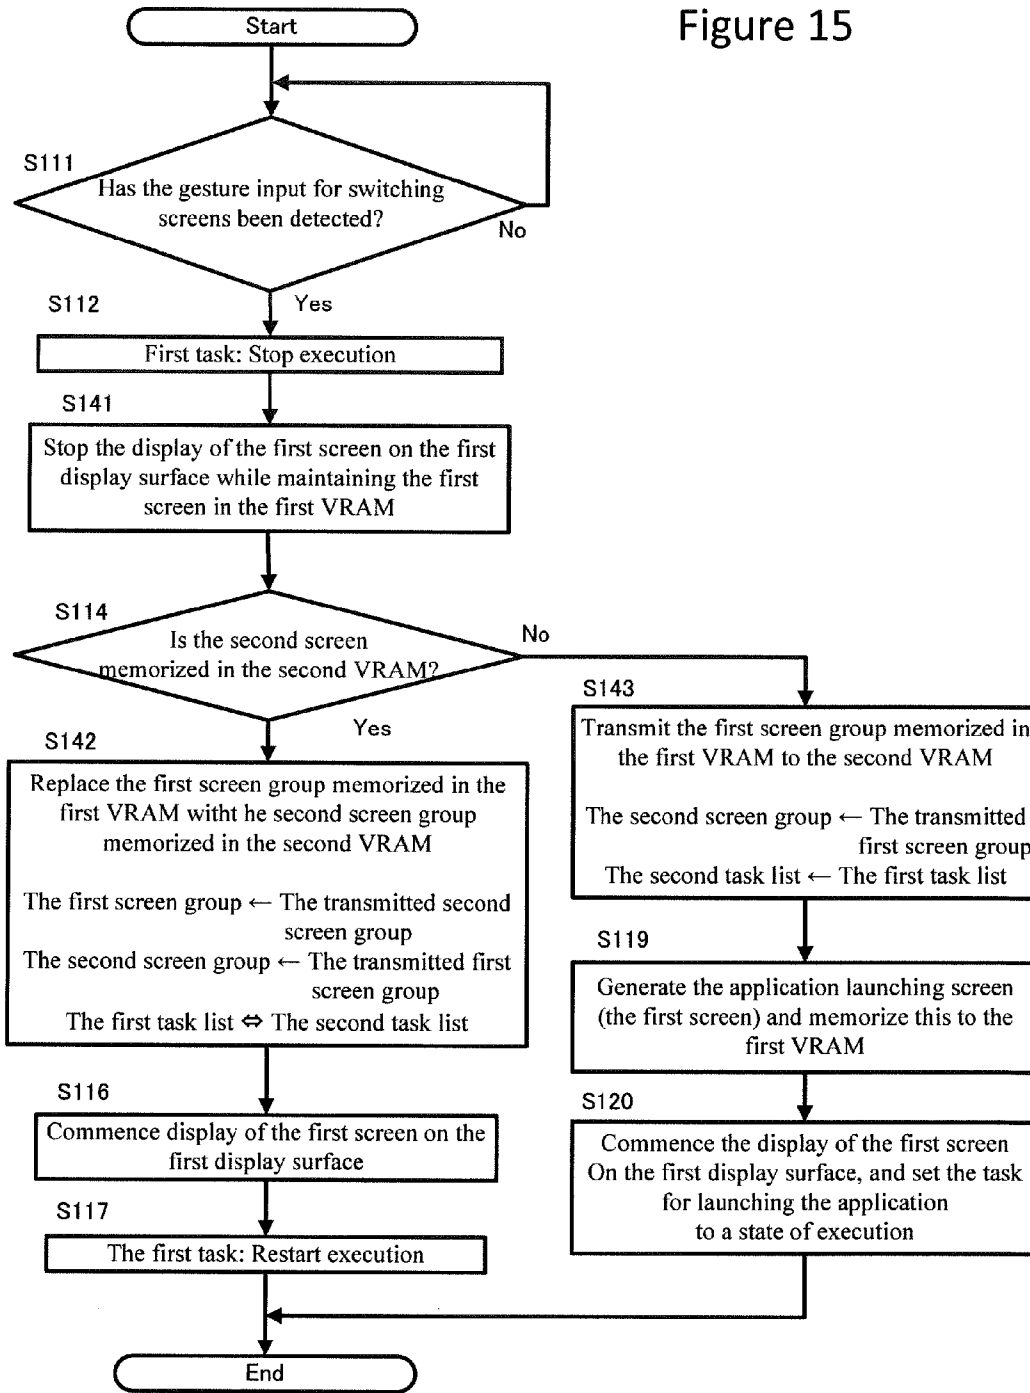 Figure 15
Start
S111
Has the gesture input for switching
screens been detected?
No
Yes
S112
First task: Stop execution
S141
Stop the display of the first screen on the first
display surface while maintaining the first
screen in the first VRAM
S114
Is the second screen
memorized in the second VRAM?
No
Yes
S142
Replace the first screen group memorized in the
first VRAM witht he second screen group
memorized in the second VRAM
The first screen group ← The transmitted second
screen group
The second screen group ← The transmitted first
screen group
The first task list ⇔ The second task list
S116
Commence display of the first screen on the
first display surface
S117
The first task: Restart execution
S143
Transmit the first screen group memorized in
the first VRAM to the second VRAM
The second screen group ← The transmitted
first screen group
The second task list ← The first task list
S119
Generate the application launching screen
(the first screen) and memorize this to the
first VRAM
S120
Commence the display of the first screen
On the first display surface, and set the task
for launching the application
to a state of execution
End